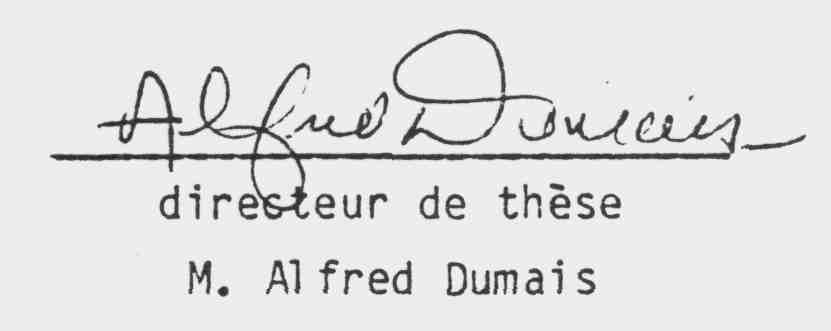 Alfred Dumais
directeur de thèse
M. Alfred Dumais